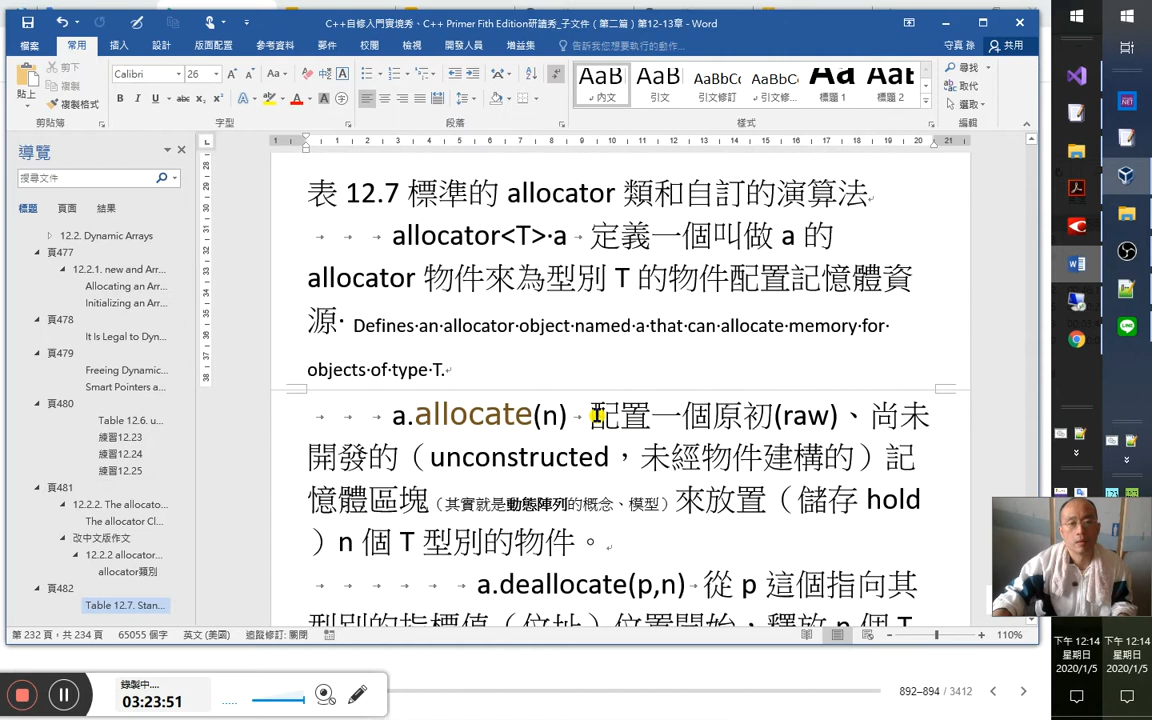 C++自修入門實境秀、C++ Primer Fifth Edition研讀秀_子文件（第二篇）第12-13章 - Word
檔案 常用 插入 設計 版面配置 參考資料 郵件 校閱 檢視 開發人員 增益集 告訴我您想要執行的動作... 守真 孫 共用
貼上 剪下 複製 複製格式
Calibri 26
AaB AaB AaBbCc AaBbCc Aa Aat
內文 引文 引文修訂 引文修... 標題 1 標題 2
尋找 取代 選取
剪貼簿 字型 段落 樣式 編輯
導覽
搜尋文件
標題 頁面 結果
12.2. Dynamic Arrays
頁477
12.2.1. new and Arr...
Allocating an Arr...
Initializing an Arr...
頁478
It Is Legal to Dyn...
頁479
Freeing Dynamic...
Smart Pointers a...
頁480
Table 12.6. u...
練習12.23
練習12.24
練習12.25
頁481
12.2.2. The allocato...
The allocator Cl...
改中文版作文
12.2.2 allocator...
allocator類別
頁482
Table 12.7. Stan...
表 12.7 標準的 allocator 類和自訂的演算法
allocator<T> a 定義一個叫做 a 的
allocator 物件來為型別 T 的物件配置記憶體資
源 Defines an allocator object named a that can allocate memory for
objects of type T.
a.allocate(n) 配置一個原初(raw)、尚未
開發的（unconstructed，未經物件建構的）記
憶體區塊（其實就是動態陣列的概念、模型）來放置（儲存 hold
）n 個 T 型別的物件。
a.deallocate(p,n) 從 p 這個指向其
型別的指標值（位址）位置開始，釋放 n 個 T
第 232 頁，共 234 頁 65055 個字 英文 (美國) 追蹤修訂: 關閉 110%
錄製中....
03:23:51
892–894 / 3412
下午 12:14
星期日
2020/1/5
下午 12:14
星期日
2020/1/5